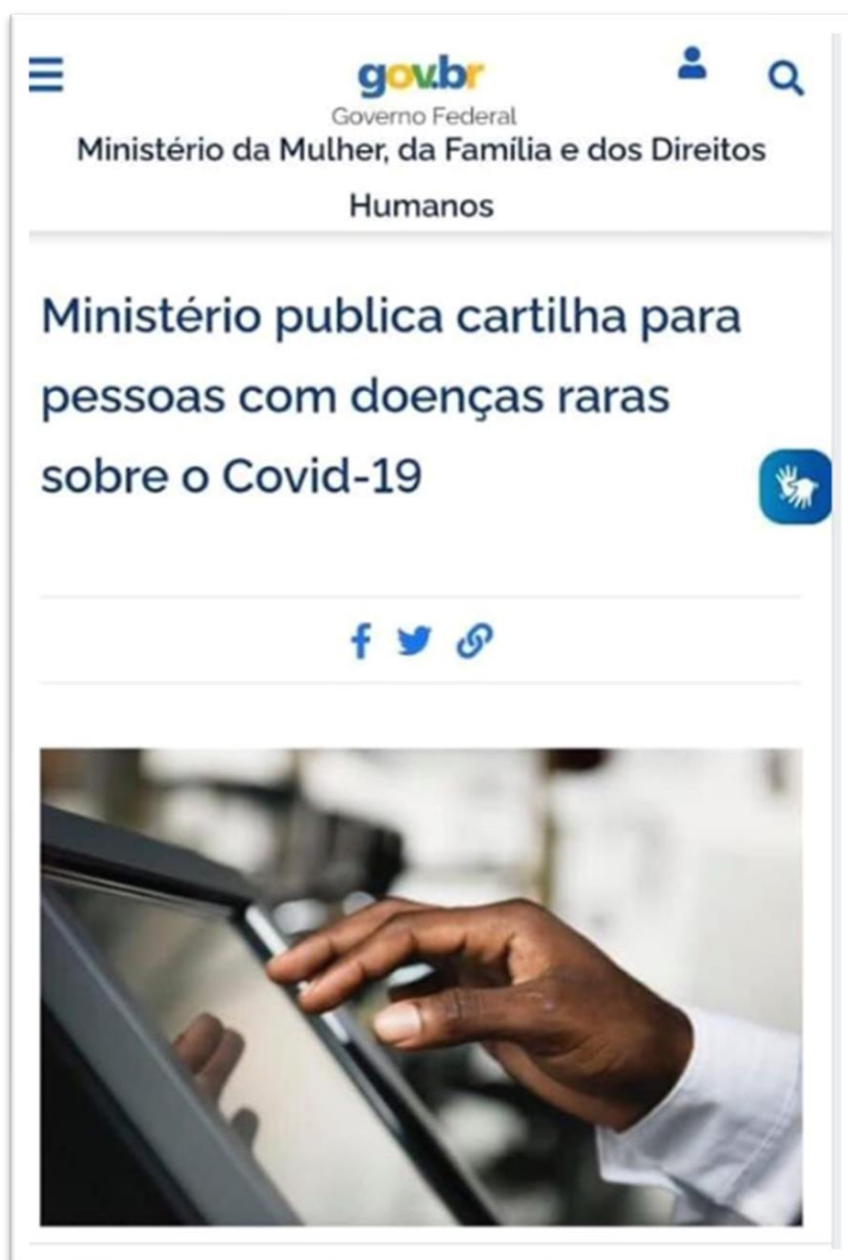 gov.br
Governo Federal
Ministério da Mulher, da Família e dos Direitos
Humanos
Ministério publica cartilha para
pessoas com doenças raras
sobre o Covid-19